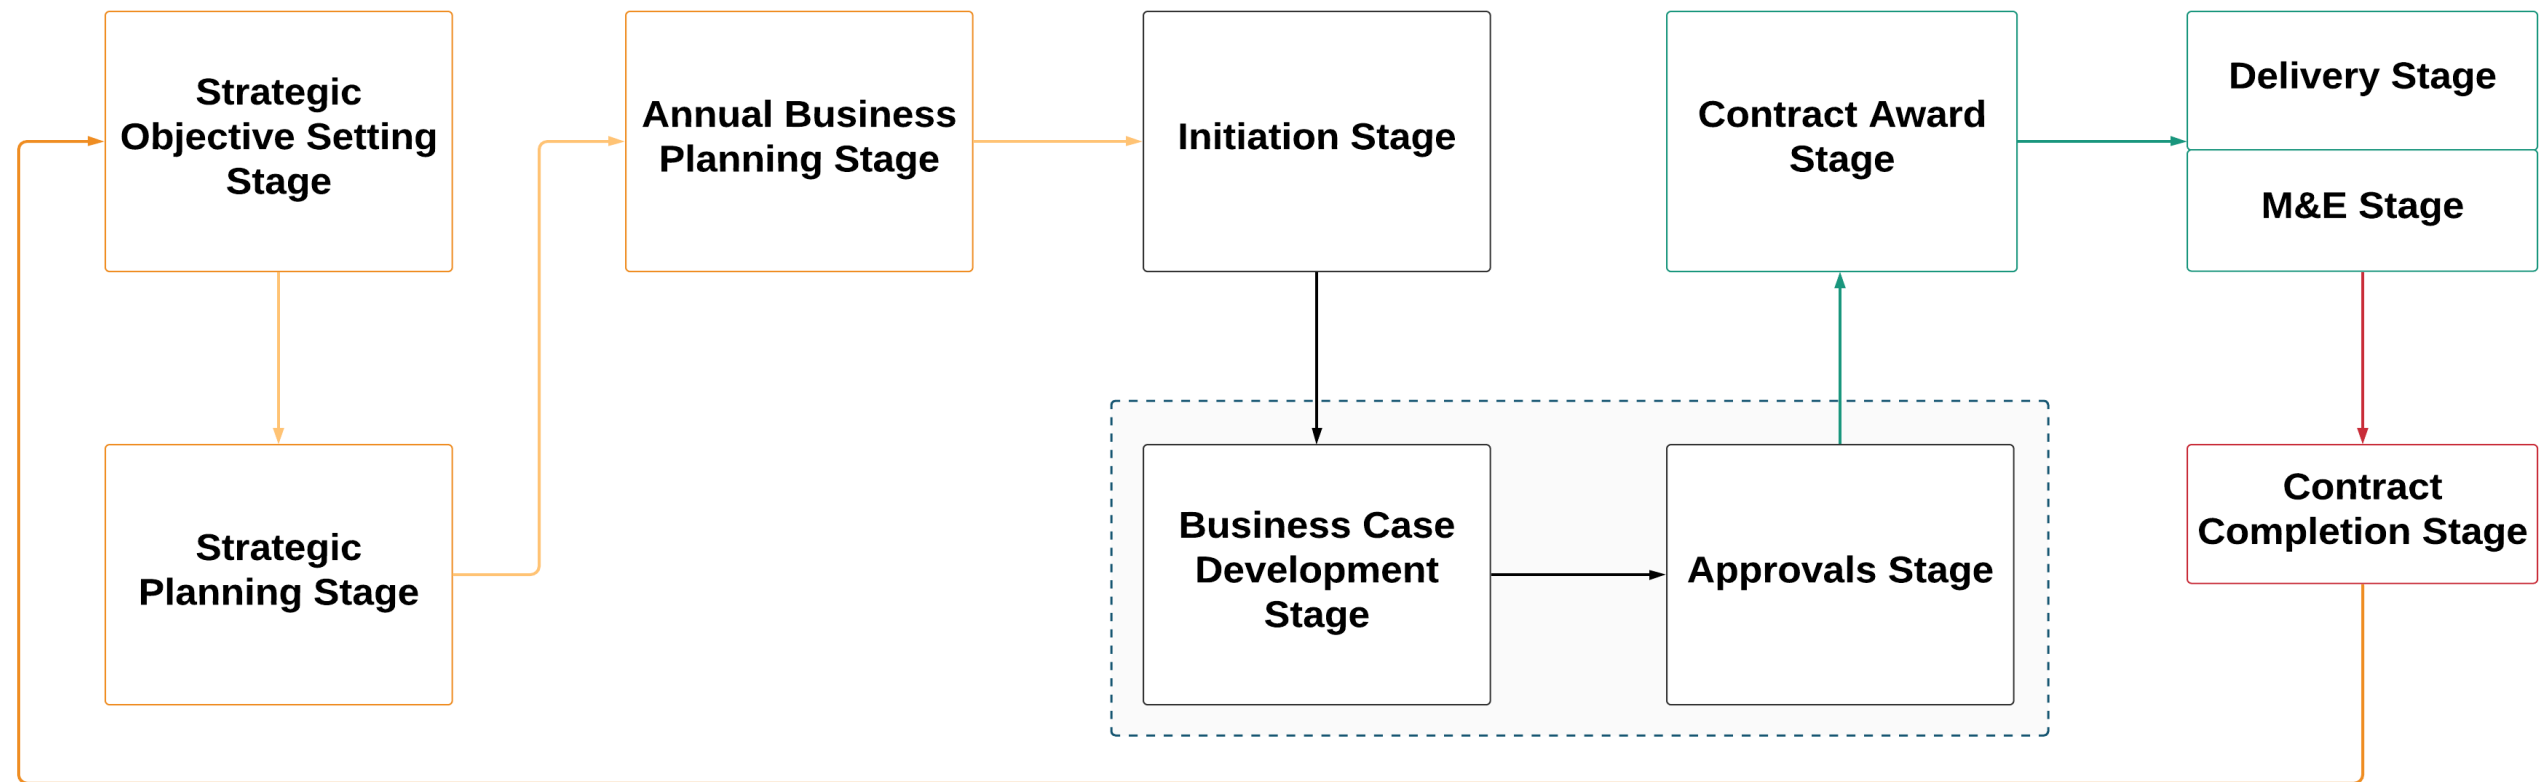 Strategic
Objective Setting
Stage
Strategic
Planning Stage
Annual Business
Planning Stage
Initiation Stage
Business Case
Development
Stage
Approvals Stage
Contract Award
Stage
Delivery Stage
M&E Stage
Contract
Completion Stage